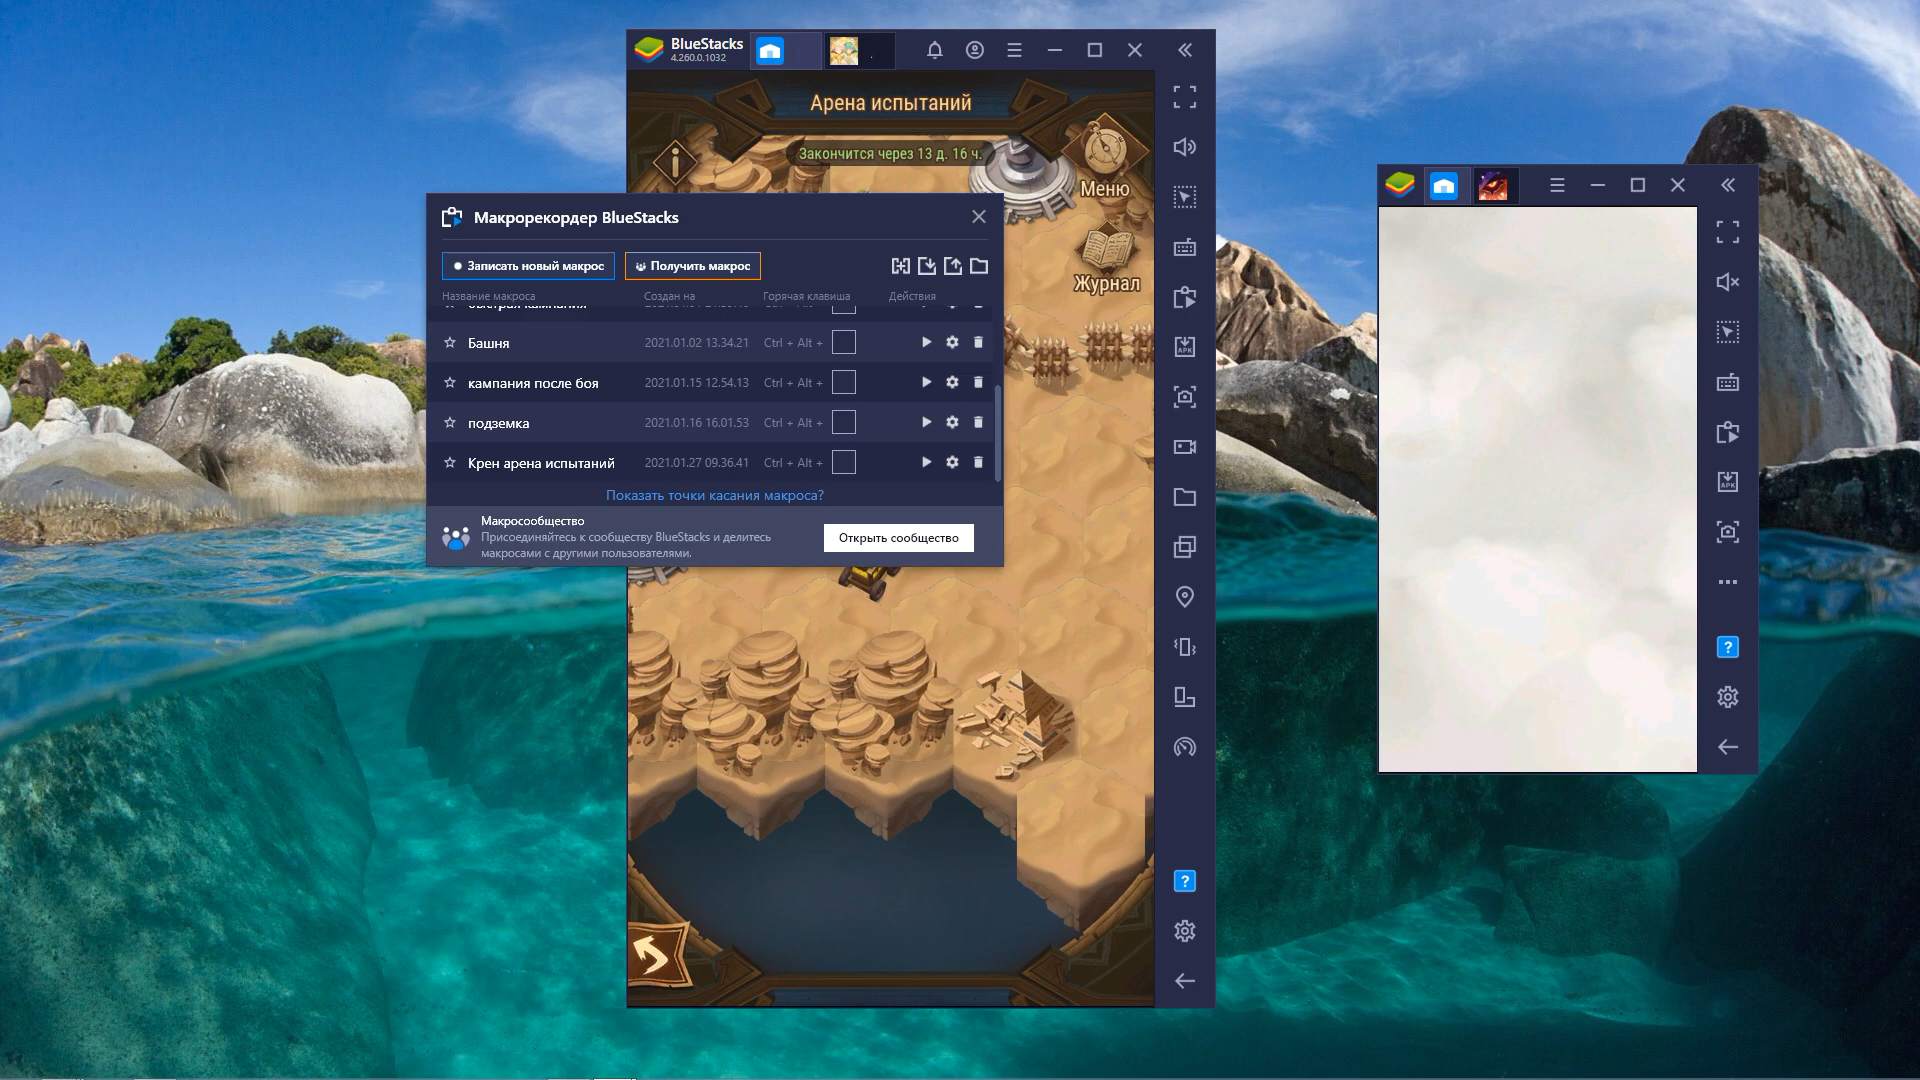 BlueStacks
4.260.0.1032
Арена испытаний
Закончится через 13 д. 16 ч.
Меню
Журнал
Макрорекордер BlueStacks
Записать новый макрос
Получить макрос
Название макроса
Создан на
Горячая клавиша
Действия
Башня
2021.01.02 13.34.21
Ctrl + Alt +
кампания после боя
2021.01.15 12.54.13
Ctrl + Alt +
подземка
2021.01.16 16.01.53
Ctrl + Alt +
Крен арена испытаний
2021.01.27 09.36.41
Ctrl + Alt +
Показать точки касания макроса?
Макросообщество
Присоединяйтесь к сообществу BlueStacks и делитесь
макросами с другими пользователями.
Открыть сообщество
APK
APK